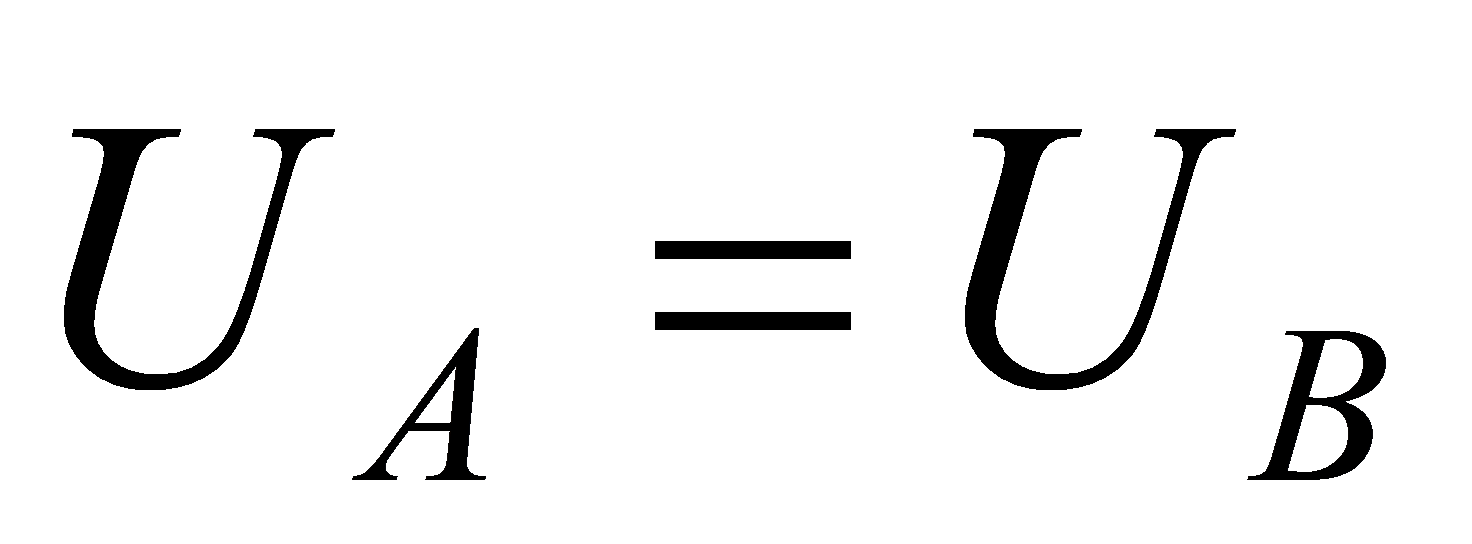 U_A = U_B